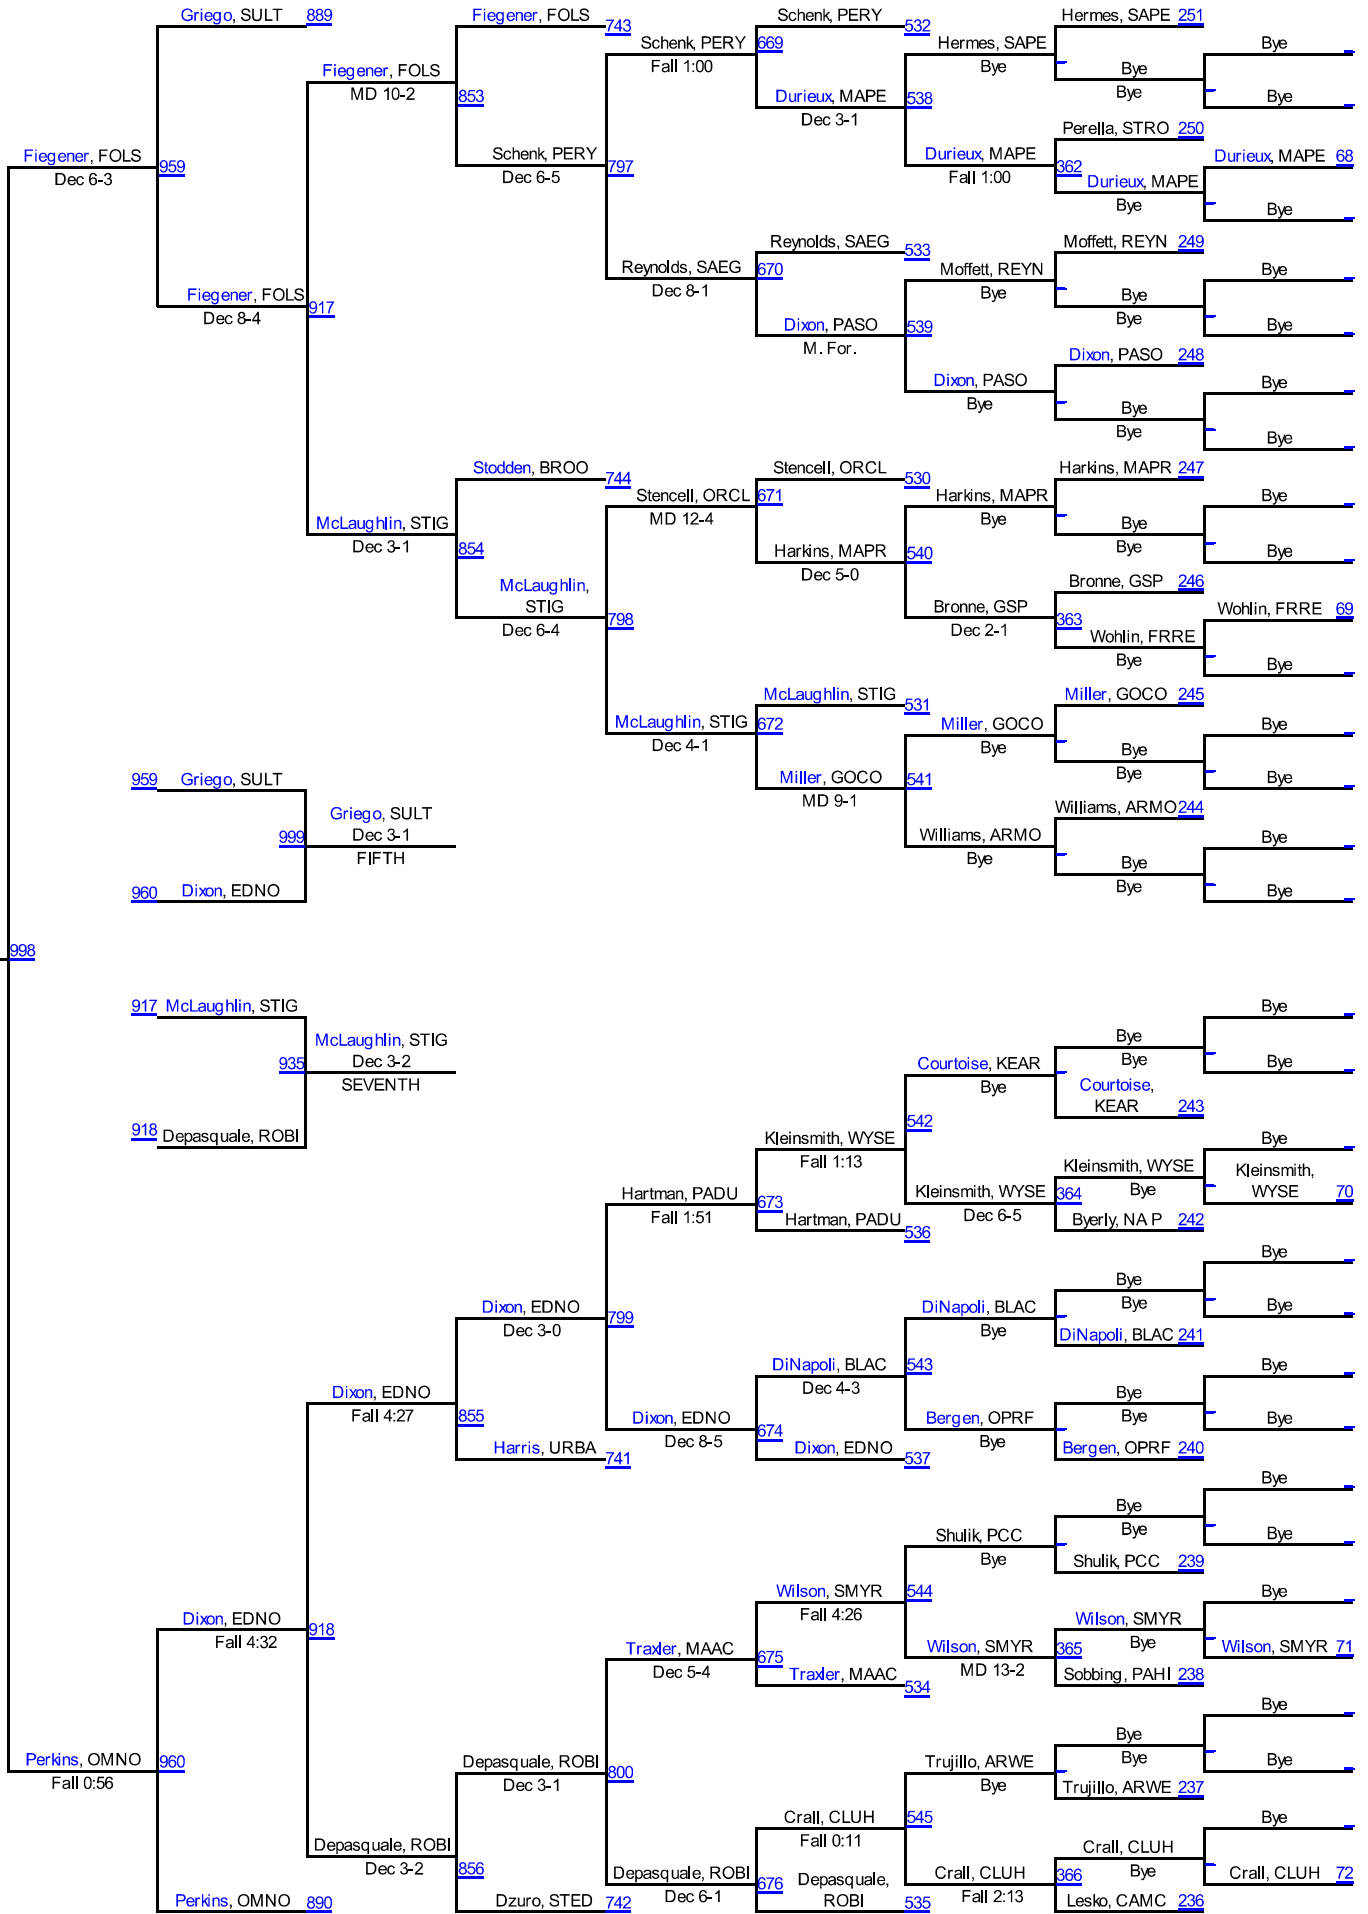 Griego, SULT 889
Fiegener, FOLS 743
Schenk, PERY 532
Hermes, SAPE 251
Bye
Hermes, SAPE
Bye
Schenk, PERY 669
Fall 1:00
Bye
Bye
Bye
Fiegener, FOLS
MD 10-2
853
Durieux, MAPE 538
Dec 3-1
Perella, STRO 250
Durieux, MAPE 68
Durieux, MAPE
Fall 1:00
362
Durieux, MAPE
Bye
Bye
Schenk, PERY
Dec 6-5
797
Fiegener, FOLS
Dec 6-3
959
Reynolds, SAEG 533
Moffett, REYN 249
Bye
Moffett, REYN
Bye
Reynolds, SAEG 670
Dec 8-1
Bye
Bye
Bye
Fiegener, FOLS
Dec 8-4
917
Dixon, PASO 539
M. For.
Dixon, PASO 248
Bye
Dixon, PASO
Bye
Bye
Bye
Bye
Stodden, BROO 744
Stencell, ORCL 530
Harkins, MAPR 247
Bye
Stencell, ORCL 671
MD 12-4
Harkins, MAPR
Bye
Bye
Bye
Bye
McLaughlin, STIG
Dec 3-1
854
Harkins, MAPR 540
Dec 5-0
Bronne, GSP 246
Wohlin, FRRE 69
McLaughlin,
STIG
Dec 6-4
798
Bronne, GSP
Dec 2-1
363
Wohlin, FRRE
Bye
Bye
McLaughlin, STIG 531
Miller, GOCO 245
Bye
McLaughlin, STIG 672
Dec 4-1
Miller, GOCO
Bye
Bye
Bye
Bye
Miller, GOCO 541
MD 9-1
Williams, ARMO 244
Bye
Williams, ARMO
Bye
Bye
Bye
Bye
959 Griego, SULT
Griego, SULT
999 Dec 3-1
FIFTH
960 Dixon, EDNO
998
917 McLaughlin, STIG
McLaughlin, STIG
935 Dec 3-2
SEVENTH
918 Depasquale, ROBI
Bye
Bye
Bye
Bye
Courtoise, KEAR
Bye
Courtoise,
KEAR 243
542
Kleinsmith, WYSE
Fall 1:13
Bye
Kleinsmith, WYSE
Bye
Kleinsmith,
WYSE 70
Kleinsmith, WYSE 364
Dec 6-5
Byerly, NA P 242
Hartman, PADU
Fall 1:51
673
Hartman, PADU 536
Bye
Bye
Bye
Bye
DiNapoli, BLAC
Bye
DiNapoli, BLAC 241
Dixon, EDNO
Dec 3-0
799
DiNapoli, BLAC 543
Dec 4-3
Bye
Bye
Bye
Bye
Dixon, EDNO
Fall 4:27
855
Dixon, EDNO 674
Dec 8-5
Bergen, OPRF
Bye
Bergen, OPRF 240
Harris, URBA 741
Dixon, EDNO 537
Bye
Bye
Bye
Bye
Shulik, PCC
Bye
Shulik, PCC 239
Wilson, SMYR 544
Fall 4:26
Bye
Wilson, SMYR
Bye
Wilson, SMYR 71
Dixon, EDNO
Fall 4:32
918
Traxler, MAAC 675
Dec 5-4
Wilson, SMYR 365
MD 13-2
Sobbing, PAHI 238
Traxler, MAAC 534
Bye
Bye
Bye
Bye
Perkins, OMNO
Fall 0:56
960
Depasquale, ROBI
Dec 3-1
800
Trujillo, ARWE
Bye
Trujillo, ARWE 237
Crall, CLUH 545
Fall 0:11
Bye
Crall, CLUH
Bye
Crall, CLUH 72
Depasquale, ROBI
Dec 3-2
856
Depasquale, ROBI 676
Dec 6-1
Depasquale,
ROBI 535
Crall, CLUH 366
Fall 2:13
Lesko, CAMC 236
Perkins, OMNO 890
Dzuro, STED 742